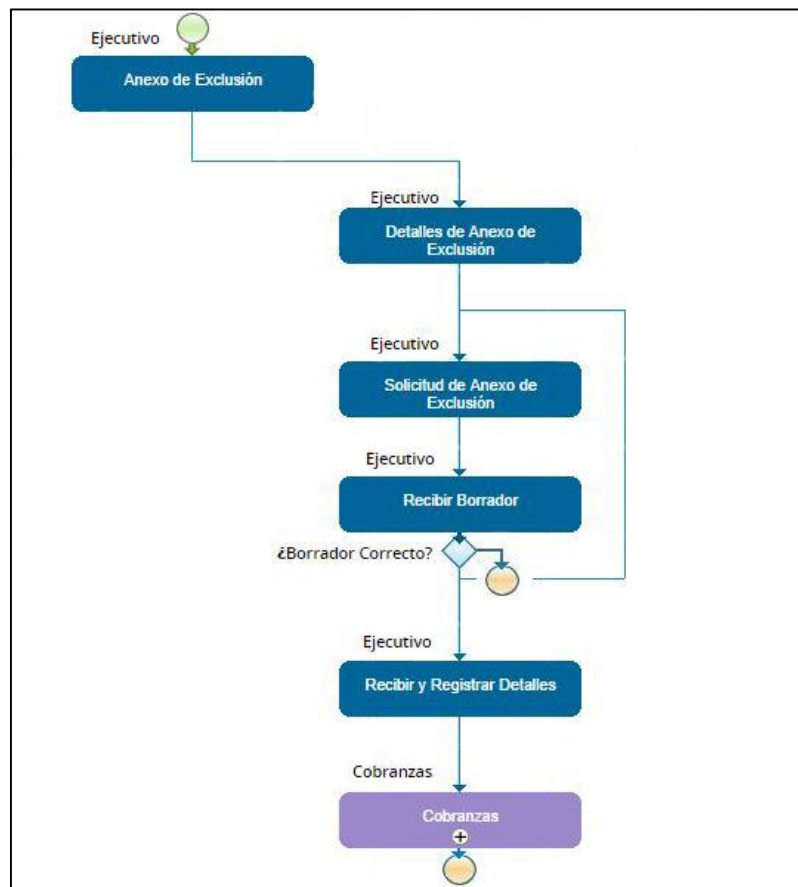 Ejecutivo
Anexo de Exclusión
Ejecutivo
Detalles de Anexo de
Exclusión
Ejecutivo
Solicitud de Anexo de
Exclusión
Ejecutivo
Recibir Borrador
¿Borrador Correcto?
Ejecutivo
Recibir y Registrar Detalles
Cobranzas
Cobranzas